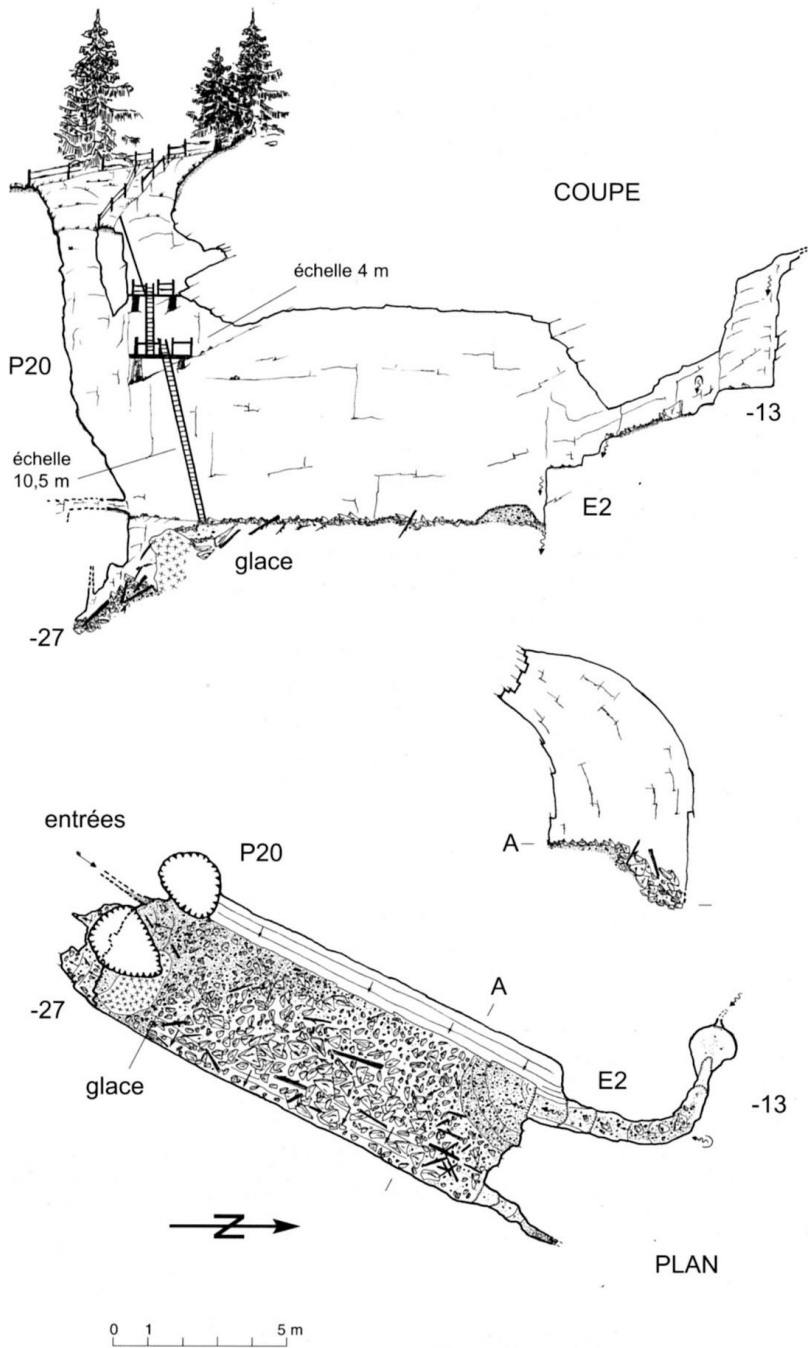 COUPE
échelle 4 m
P20
-13
échelle
10,5 m
E2
glace
-27
A
entrées
P20
A
-27
E2
glace
-13
N
PLAN
0 1 5 m